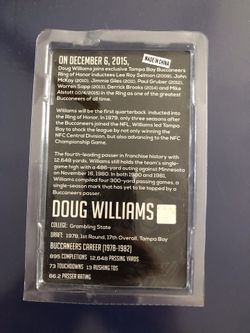 ON DECEMBER 6, 2015,
MADE IN CHINA
Doug Williams joins exclusive Tampa Bay Buccaneers
Ring of Honor inductees Lee Roy Selmon (2009), John
McKay (2010), Jimmie Giles (2011), Paul Gruber (2012),
Warren Sapp (2013), Derrick Brooks (2014) and Mike
Alstott (2015) in the Ring as one of the greatest
Buccaneers of all time.
Williams will be the first quarterback inducted into
the Ring of Honor. In 1979, only three seasons after
the Buccaneers joined the NFL, Williams led Tampa
Bay to shock the league by not only winning the
NFC Central Division, but also advancing to the NFC
Championship Game.
The fourth-leading passer in franchise history with
12,648 yards, Williams still holds the team's single-
game high with a 486-yard outing against Minnesota
on November 16, 1980. In both 1980 and 1981,
Williams compiled four 300-yard passing games, a
single-season mark that has yet to be topped by a
Buccaneers passer.
DOUG WILLIAMS
COLLEGE: Grambling State
DRAFT: 1978, 1st Round, 17th Overall, Tampa Bay
BUCCANEERS CAREER (1978-1982)
895 COMPLETIONS 12,648 PASSING YARDS
73 TOUCHDOWNS 13 RUSHING TDS
66.2 PASSER RATING